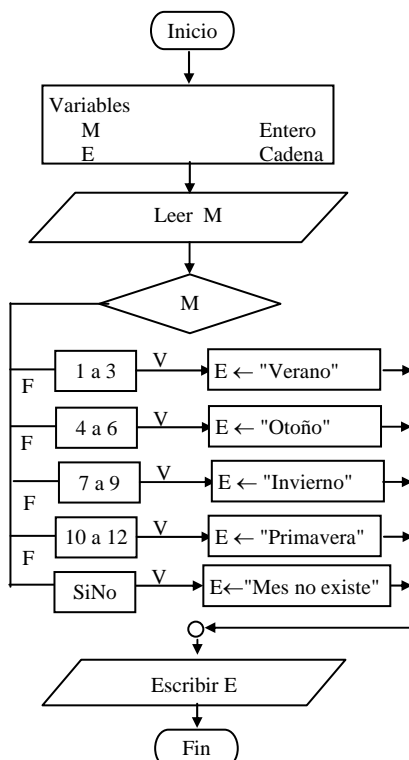 Inicio
Variables
M Entero
E Cadena
Leer M
M
1 a 3 V E ← "Verano"
F
4 a 6 V E ← "Otoño"
F
7 a 9 V E ← "Invierno"
F
10 a 12 V E ← "Primavera"
F
SiNo V E←"Mes no existe"
Escribir E
Fin